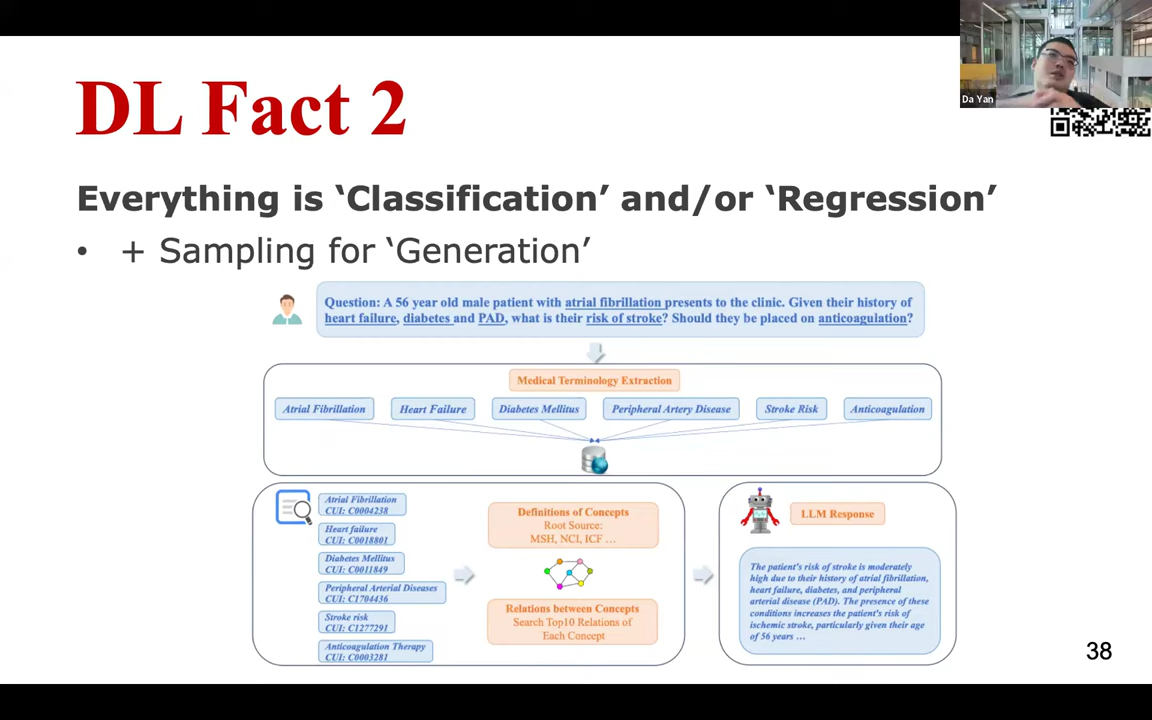 DL Fact 2
Da Yan
Everything is ‘Classification’ and/or ‘Regression’
• + Sampling for ‘Generation’
Question: A 56 year old male patient with atrial fibrillation presents to the clinic. Given their history of
heart failure, diabetes and PAD, what is their risk of stroke? Should they be placed on anticoagulation?
Medical Terminology Extraction
Atrial Fibrillation
Heart Failure
Diabetes Mellitus
Peripheral Artery Disease
Stroke Risk
Anticoagulation
Atrial Fibrillation
CUI: C0004238
Heart failure
CUI: C0018801
Diabetes Mellitus
CUI: C0011849
Peripheral Arterial Diseases
CUI: C1704436
Stroke risk
CUI: C1277291
Anticoagulation Therapy
CUI: C0003281
Definitions of Concepts
Root Source:
MSH, NCI, ICF ...
Relations between Concepts
Search Top10 Relations of
Each Concept
LLM Response
The patient's risk of stroke is moderately
high due to their history of atrial fibrillation,
heart failure, diabetes, and peripheral
arterial disease (PAD). The presence of these
conditions increases the patient's risk of
ischemic stroke, particularly given their age
of 56 years ...
38